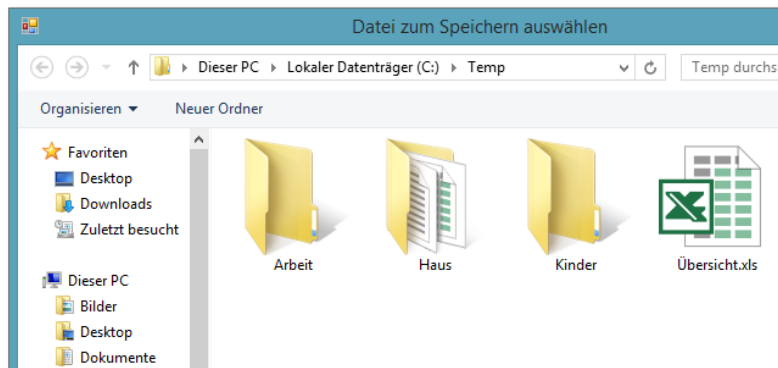 Datei zum Speichern auswählen
Dieser PC Lokaler Datenträger (C:) Temp
Temp durchs
Organisieren Neuer Ordner
Favoriten
Desktop
Downloads
Zuletzt besucht
Dieser PC
Bilder
Desktop
Dokumente
Arbeit Haus Kinder Übersicht.xls